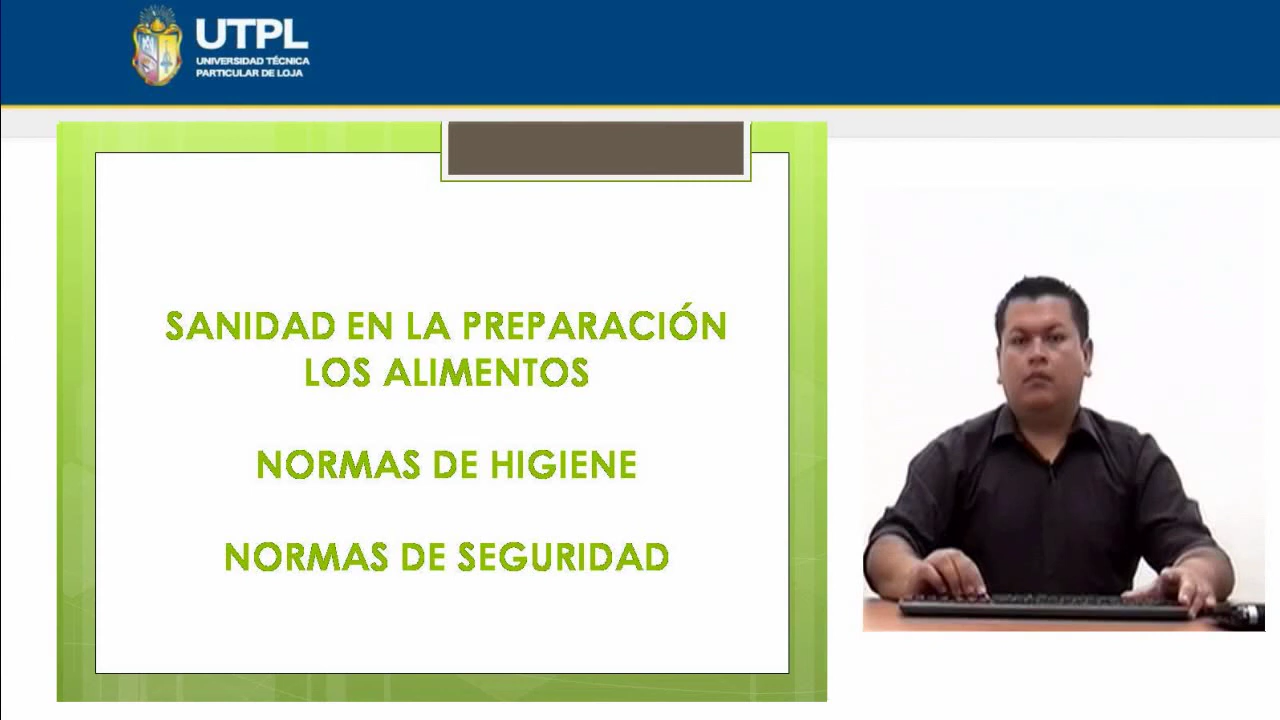 UTPL
UNIVERSIDAD TÉCNICA
PARTICULAR DE LOJA
SANIDAD EN LA PREPARACIÓN
LOS ALIMENTOS
NORMAS DE HIGIENE
NORMAS DE SEGURIDAD